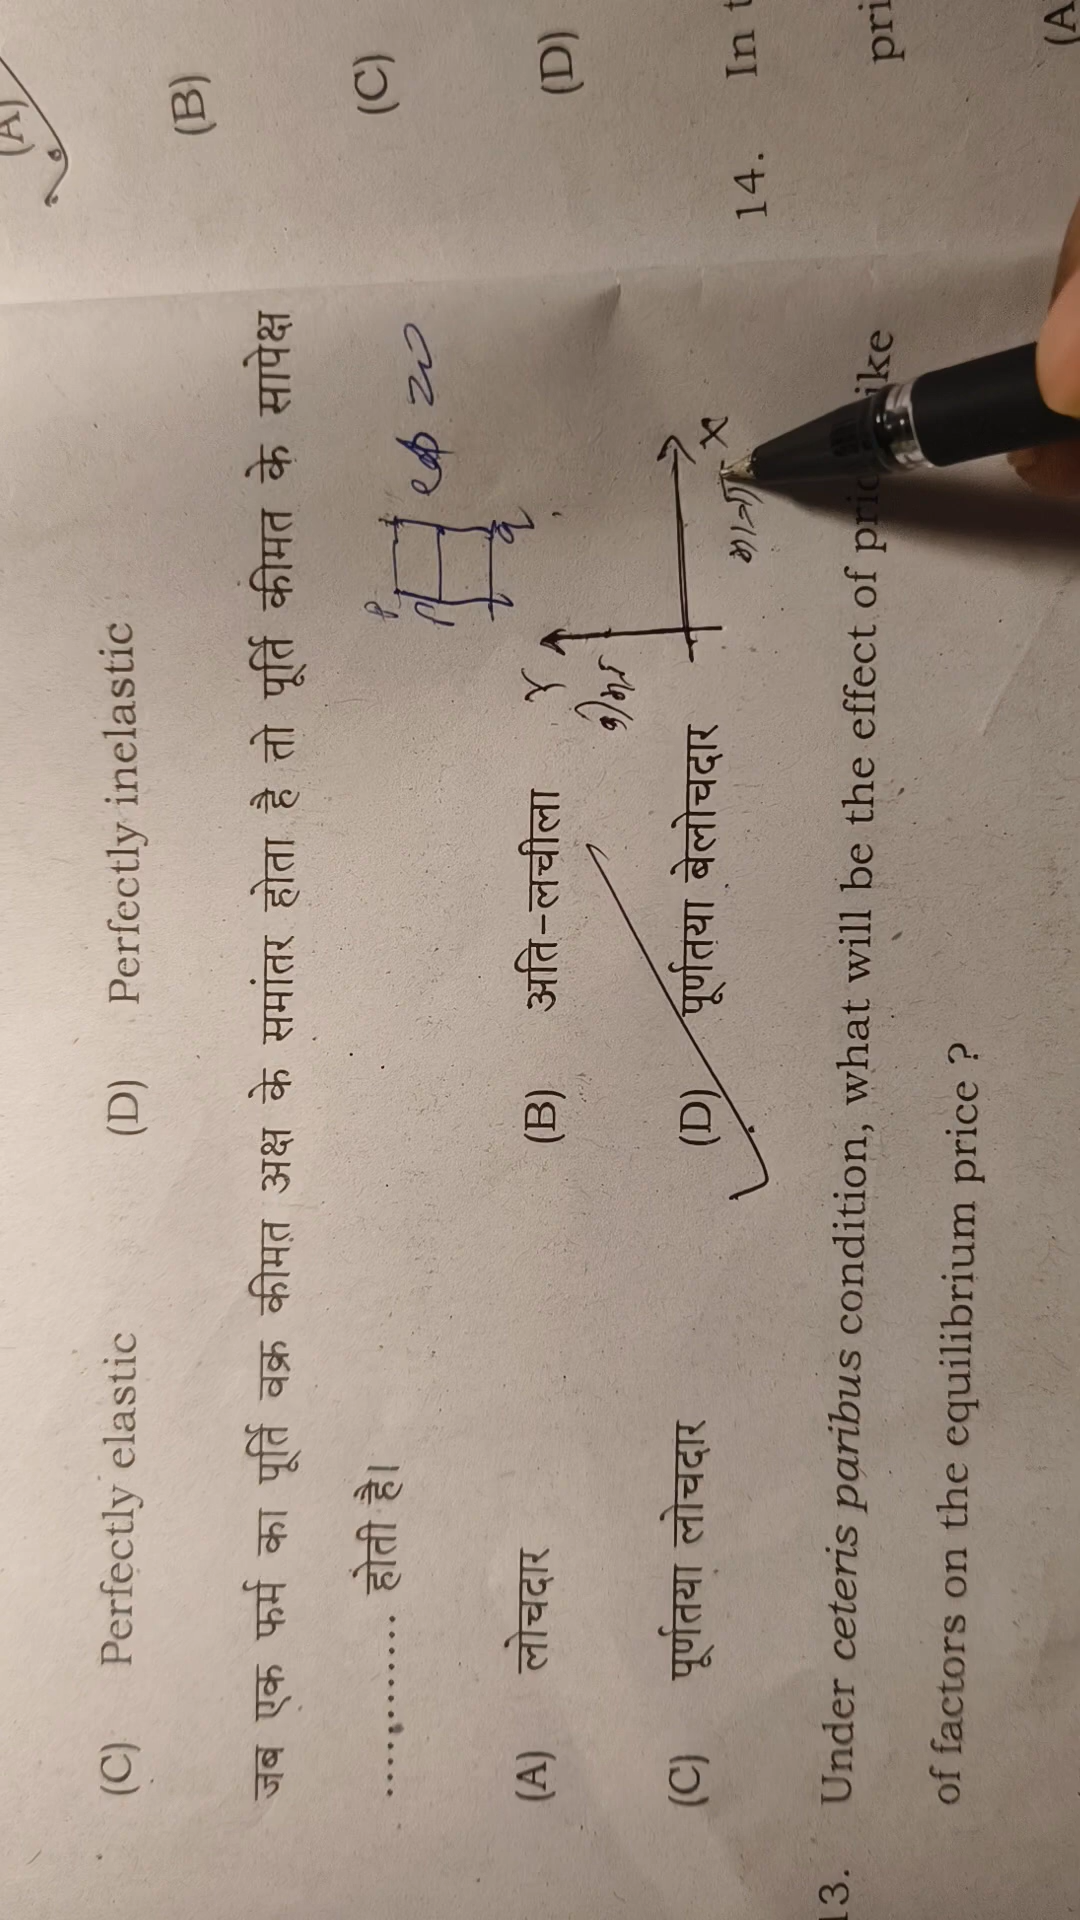 (C) Perfectly elastic (D) Perfectly inelastic
जब एक फर्म का पूर्ति वक्र कीमत अक्ष के समांतर होता है तो पूर्ति कीमत के सापेक्ष
........... होती है।
(A) लोचदार (B) अति-लचीला
(C) पूर्णतया लोचदार (D) पूर्णतया बेलोचदार
13. Under ceteris paribus condition, what will be the effect of price
of factors on the equilibrium price ?
P
P
q
Y
X
मात्रा
(A)
(B)
(C)
(D)
14. In t
pri
(A